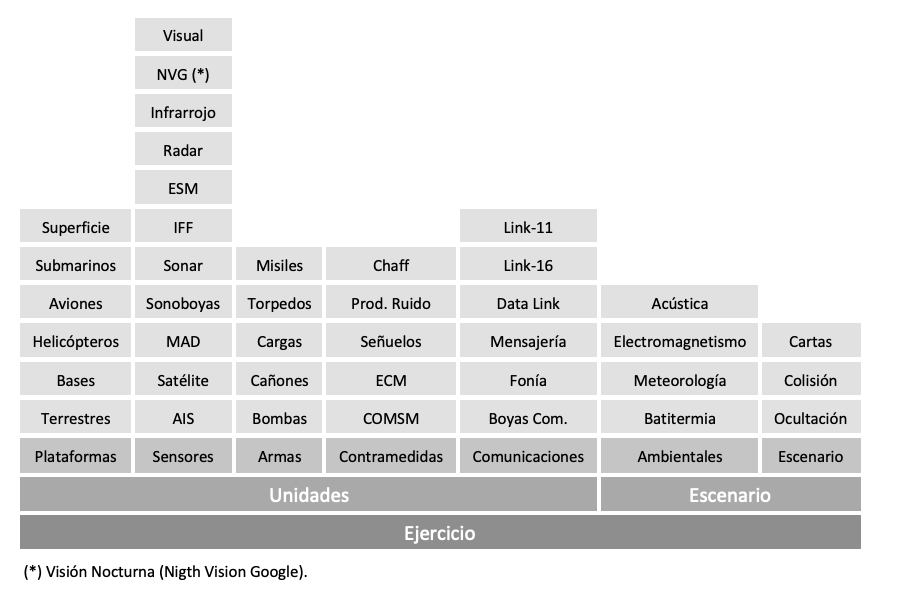 Visual
NVG (*)
Infrarrojo
Radar
ESM
Superficie IFF Link-11
Submarinos Sonar Misiles Chaff Link-16
Aviones Sonoboyas Torpedos Prod. Ruido Data Link Acústica
Helicópteros MAD Cargas Señuelos Mensajería Electromagnetismo Cartas
Bases Satélite Cañones ECM Fonía Meteorología Colisión
Terrestres AIS Bombas COMSM Boyas Com. Batitermia Ocultación
Plataformas Sensores Armas Contramedidas Comunicaciones Ambientales Escenario
Unidades Escenario
Ejercicio
(*) Visión Nocturna (Nigth Vision Google).